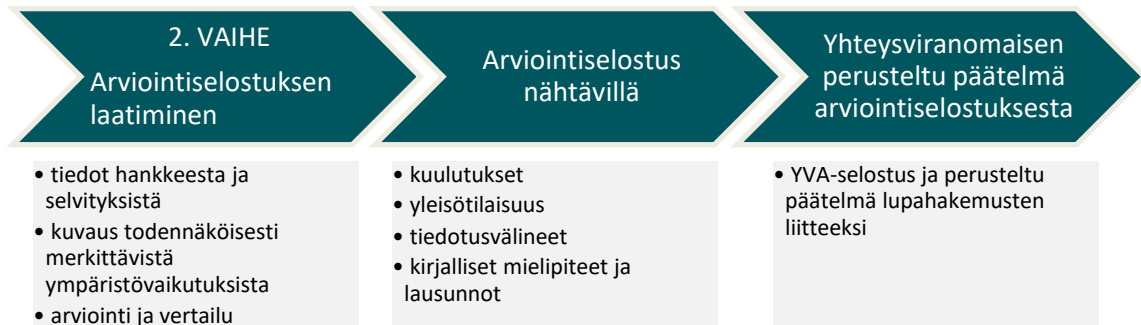 2. VAIHE
Arviointiselostuksen
laatiminen
• tiedot hankkeesta ja
selvityksistä
• kuvaus todennäköisesti
merkittävistä
ympäristövaikutuksista
• arviointi ja vertailu
Arviointiselostus
nähtävillä
• kuulutukset
• yleisötilaisuus
• tiedotusvälineet
• kirjalliset mielipiteet ja
lausunnot
Yhteysviranomaisen
perusteltu päätelmä
arviointiselostuksesta
• YVA-selostus ja perusteltu
päätelmä lupahakemusten
liitteeksi